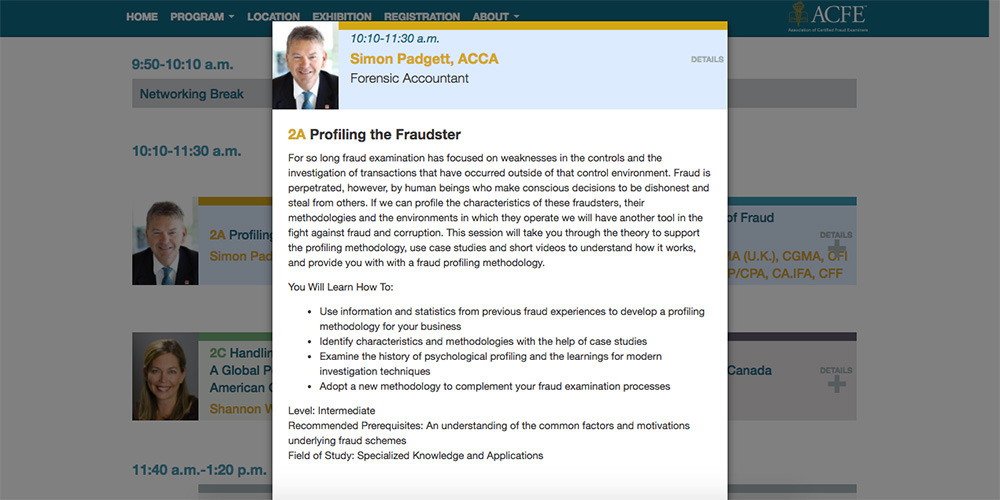 HOME PROGRAM LOCATION EXHIBITION REGISTRATION ABOUT
ACFE
Association of Certified Fraud Examiners
9:50-10:10 a.m.
Networking Break
10:10-11:30 a.m.
2A Profiling
Simon Pad
of Fraud
DETAILS
MA (U.K.), CGMA, CFI
P/CPA, CA.IFA, CFF
2C Handlin
A Global P
American C
Shannon W
Canada
DETAILS
11:40 a.m.-1:20 p.m.
10:10-11:30 a.m.
Simon Padgett, ACCA
Forensic Accountant
DETAILS
2A Profiling the Fraudster
For so long fraud examination has focused on weaknesses in the controls and the
investigation of transactions that have occurred outside of that control environment. Fraud is
perpetrated, however, by human beings who make conscious decisions to be dishonest and
steal from others. If we can profile the characteristics of these fraudsters, their
methodologies and the environments in which they operate we will have another tool in the
fight against fraud and corruption. This session will take you through the theory to support
the profiling methodology, use case studies and short videos to understand how it works,
and provide you with with a fraud profiling methodology.
You Will Learn How To:
• Use information and statistics from previous fraud experiences to develop a profiling
methodology for your business
• Identify characteristics and methodologies with the help of case studies
• Examine the history of psychological profiling and the learnings for modern
investigation techniques
• Adopt a new methodology to complement your fraud examination processes
Level: Intermediate
Recommended Prerequisites: An understanding of the common factors and motivations
underlying fraud schemes
Field of Study: Specialized Knowledge and Applications